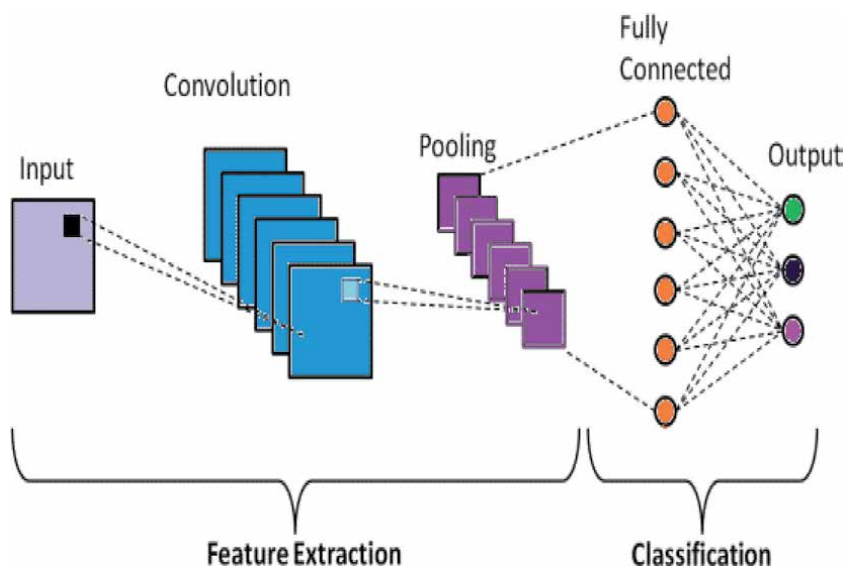 Input
Convolution
Pooling
Fully
Connected
Output
Feature Extraction
Classification